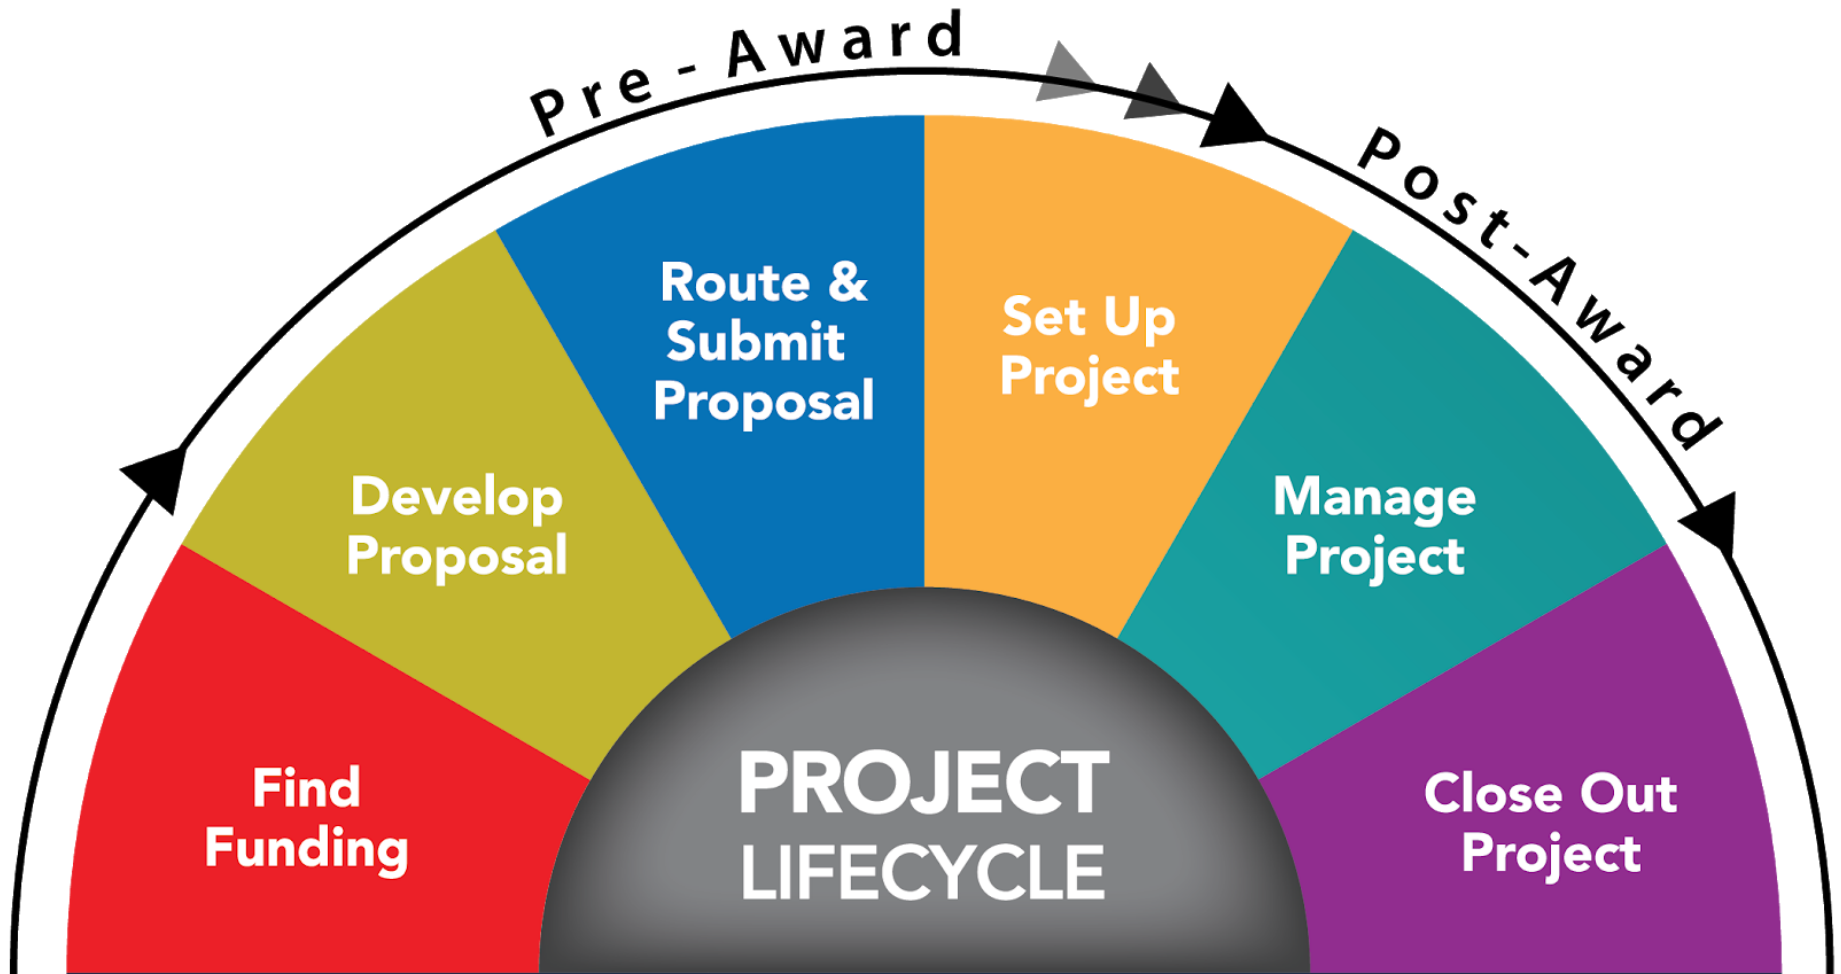 Pre-Award
Post-Award
Find
Funding
Develop
Proposal
Route &
Submit
Proposal
Set Up
Project
Manage
Project
Close Out
Project
PROJECT
LIFECYCLE